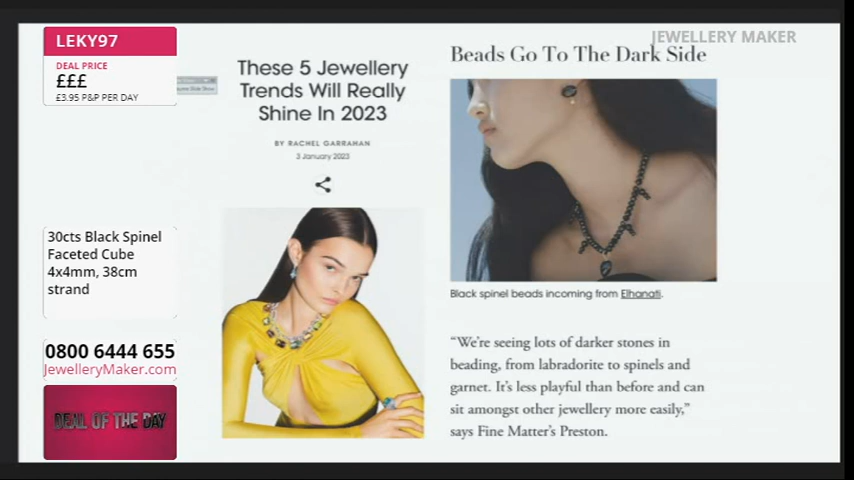 LEKY97
DEAL PRICE
£££
£3.95 P&P PER DAY
30cts Black Spinel
Faceted Cube
4x4mm, 38cm
strand
0800 6444 655
JewelleryMaker.com
DEAL OF THE DAY
These 5 Jewellery
Trends Will Really
Shine In 2023
BY RACHEL GARRAHAN
3 January 2023
JEWELLERY MAKER
Beads Go To The Dark Side
Black spinel beads incoming from Elhanati.
“We’re seeing lots of darker stones in
beading, from labradorite to spinels and
garnet. It’s less playful than before and can
sit amongst other jewellery more easily,”
says Fine Matter’s Preston.